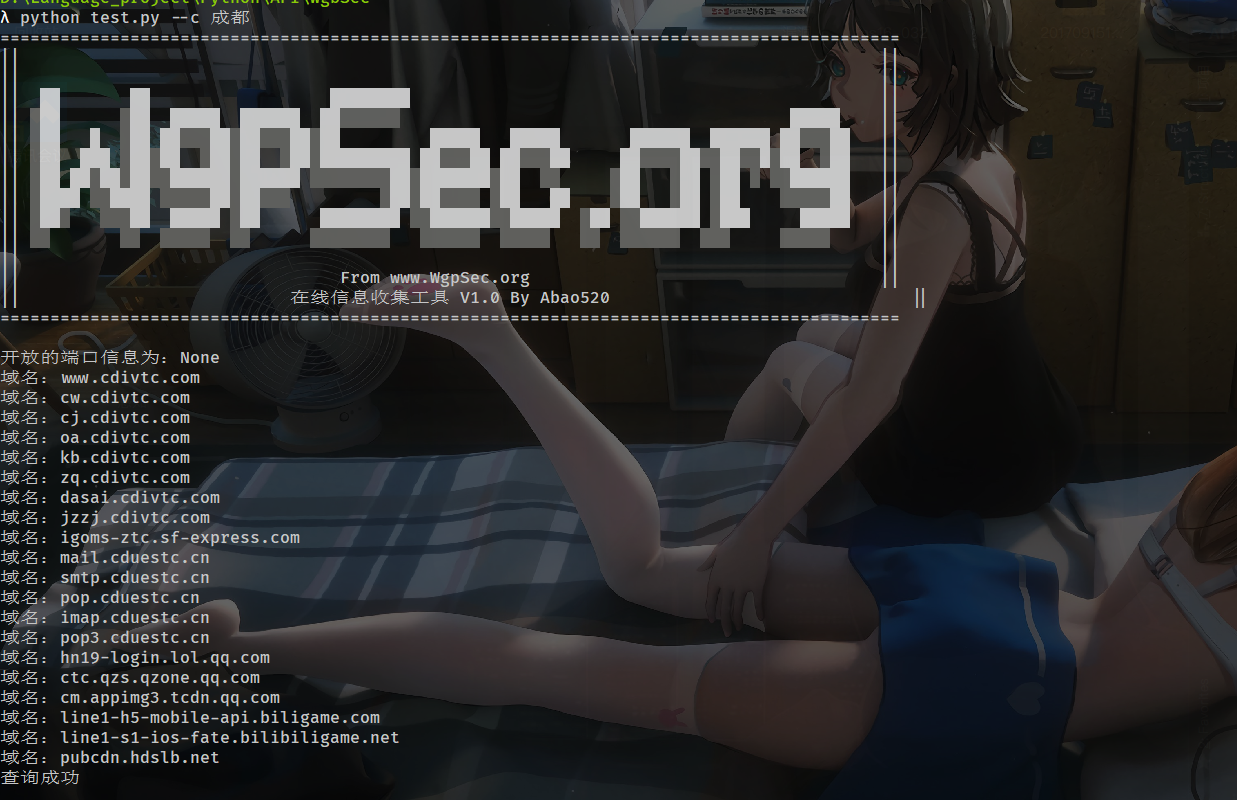 D:\Language_project\Python\API\WgbSec
λ python test.py --c 成都
==========================================================================================
WgpSec.org
From www.WgpSec.org
在线信息收集工具 V1.0 By Abao520 ||
==========================================================================================
开放的端口信息为：None
域名：www.cdivtc.com
域名：cw.cdivtc.com
域名：cj.cdivtc.com
域名：oa.cdivtc.com
域名：kb.cdivtc.com
域名：zq.cdivtc.com
域名：dasai.cdivtc.com
域名：jzzj.cdivtc.com
域名：igoms-ztc.sf-express.com
域名：mail.cduestc.cn
域名：smtp.cduestc.cn
域名：pop.cduestc.cn
域名：imap.cduestc.cn
域名：pop3.cduestc.cn
域名：hn19-login.lol.qq.com
域名：ctc.qzs.qzone.qq.com
域名：cm.appimg3.tcdn.qq.com
域名：line1-h5-mobile-api.biligame.com
域名：line1-s1-ios-fate.bilibiligame.net
域名：pubcdn.hdslb.net
查询成功